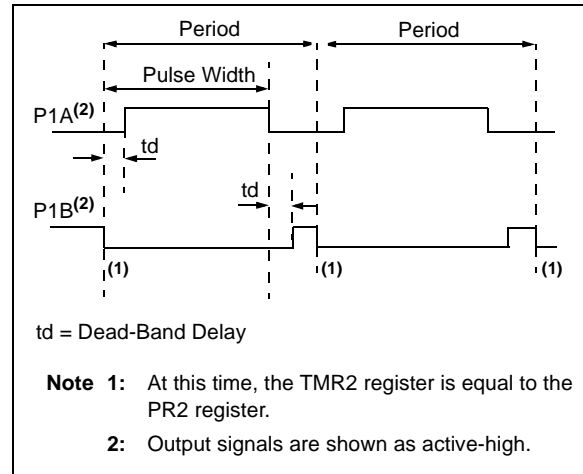 Period Period
Pulse Width
P1A(2)
td
td
P1B(2)
(1) (1) (1)
td = Dead-Band Delay
Note 1: At this time, the TMR2 register is equal to the
PR2 register.
2: Output signals are shown as active-high.